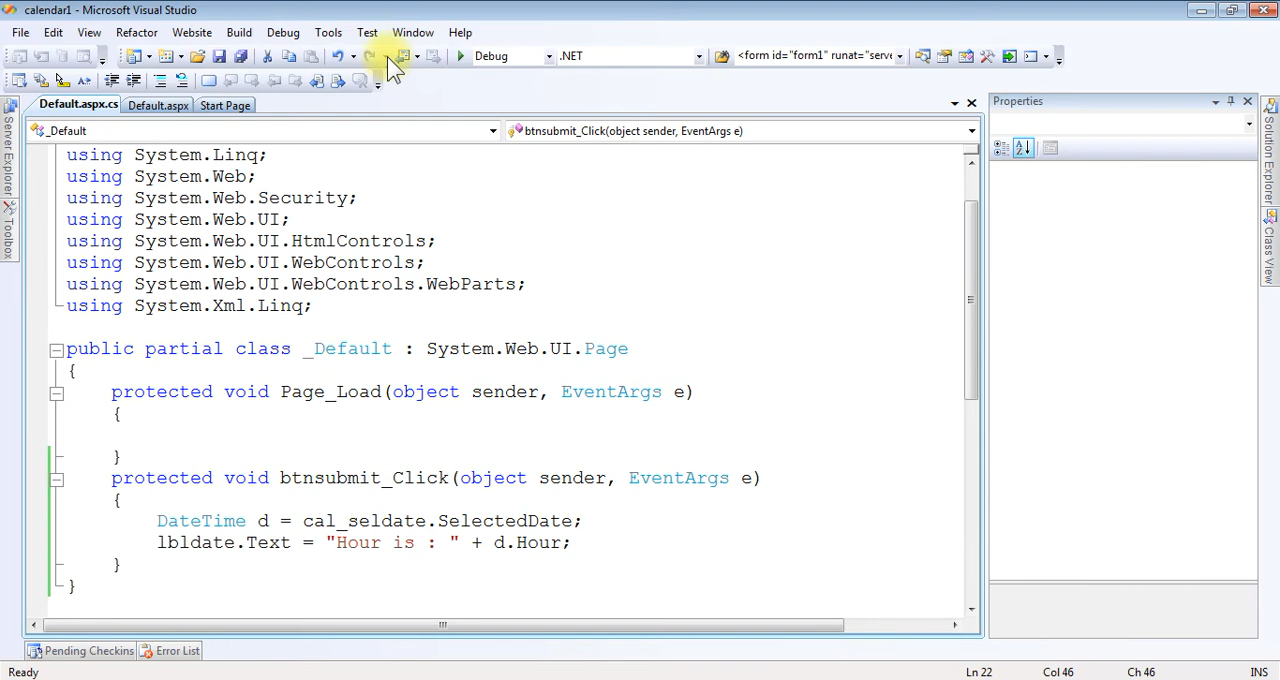 calendar1 - Microsoft Visual Studio
File Edit View Refactor Website Build Debug Tools Test Window Help
Debug .NET <form id="form1" runat="serve
Default.aspx.cs Default.aspx Start Page
_Default btnsubmit_Click(object sender, EventArgs e)
using System.Linq;
using System.Web;
using System.Web.Security;
using System.Web.UI;
using System.Web.UI.HtmlControls;
using System.Web.UI.WebControls;
using System.Web.UI.WebControls.WebParts;
using System.Xml.Linq;
public partial class _Default : System.Web.UI.Page
{
protected void Page_Load(object sender, EventArgs e)
{
}
protected void btnsubmit_Click(object sender, EventArgs e)
{
DateTime d = cal_seldate.SelectedDate;
lbldate.Text = "Hour is : " + d.Hour;
}
}
Properties
Server Explorer
Toolbox
Solution Explorer
Class View
Pending Checkins Error List
Ready Ln 22 Col 46 Ch 46 INS